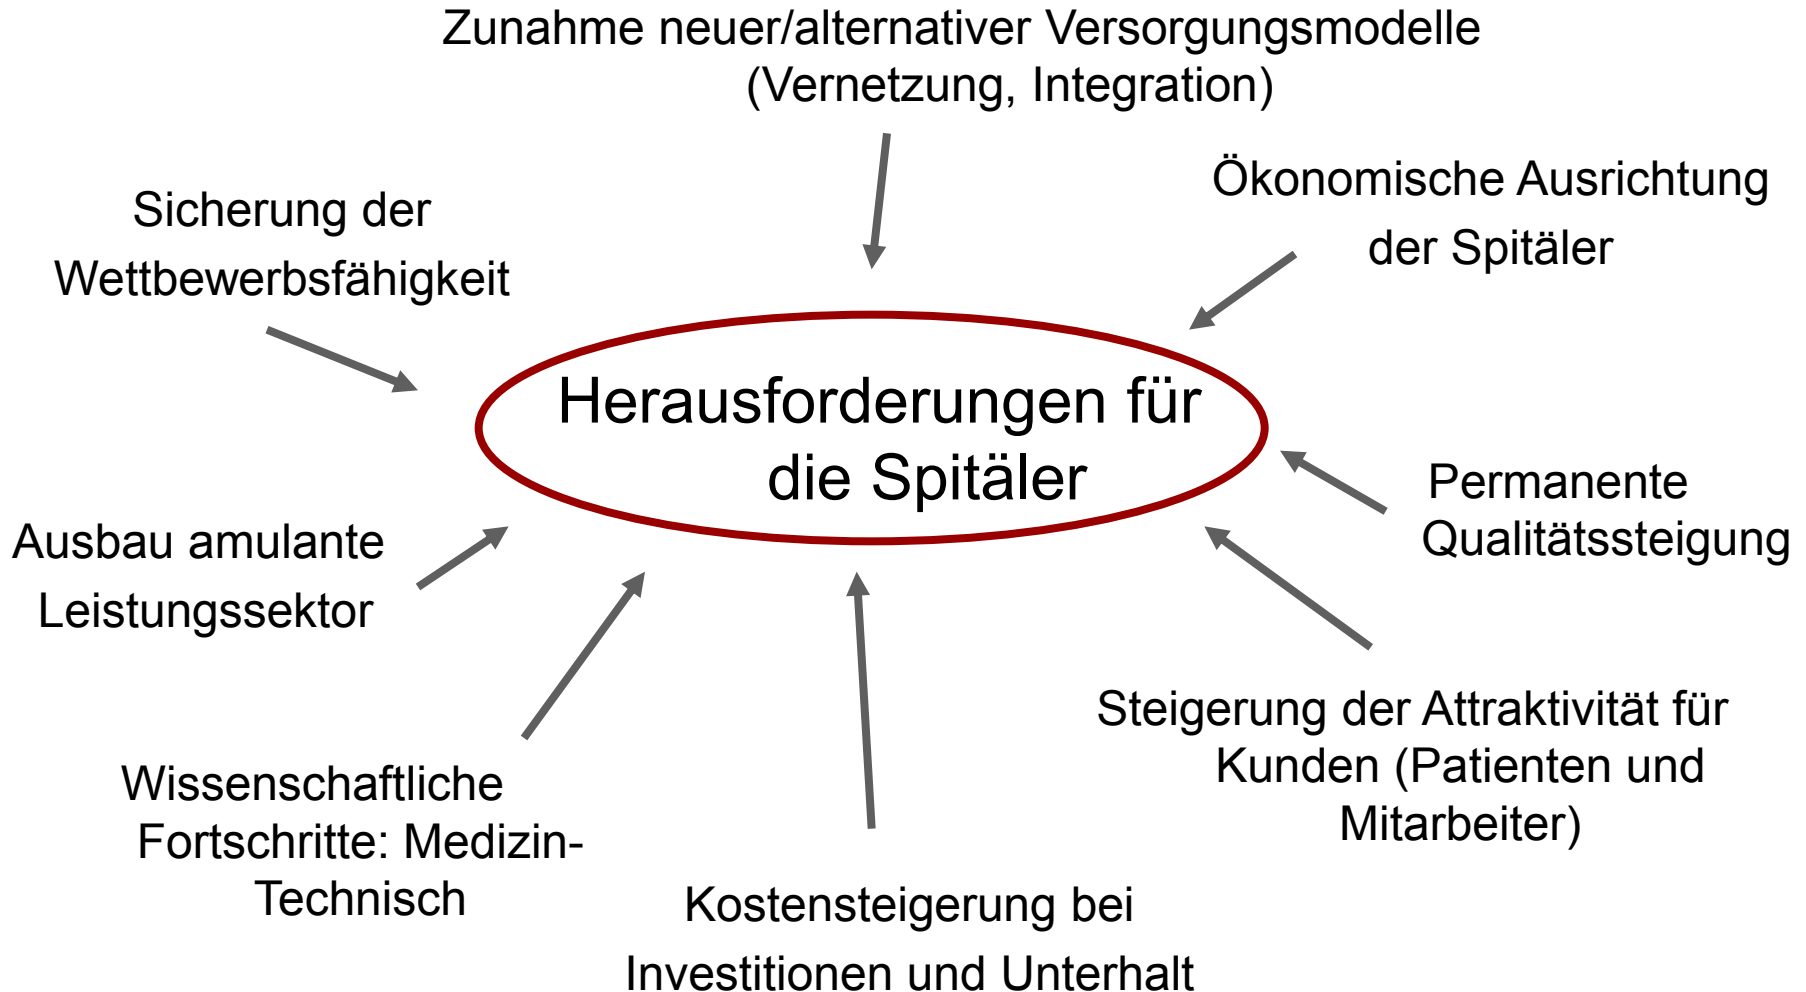 Zunahme neuer/alternativer Versorgungsmodelle
(Vernetzung, Integration)
Ökonomische Ausrichtung
der Spitäler
Sicherung der
Wettbewerbsfähigkeit
Herausforderungen für
die Spitäler
Permanente
Qualitätssteigung
Ausbau amulante
Leistungssektor
Steigerung der Attraktivität für
Kunden (Patienten und
Mitarbeiter)
Wissenschaftliche
Fortschritte: Medizin-
Technisch
Kostensteigerung bei
Investitionen und Unterhalt